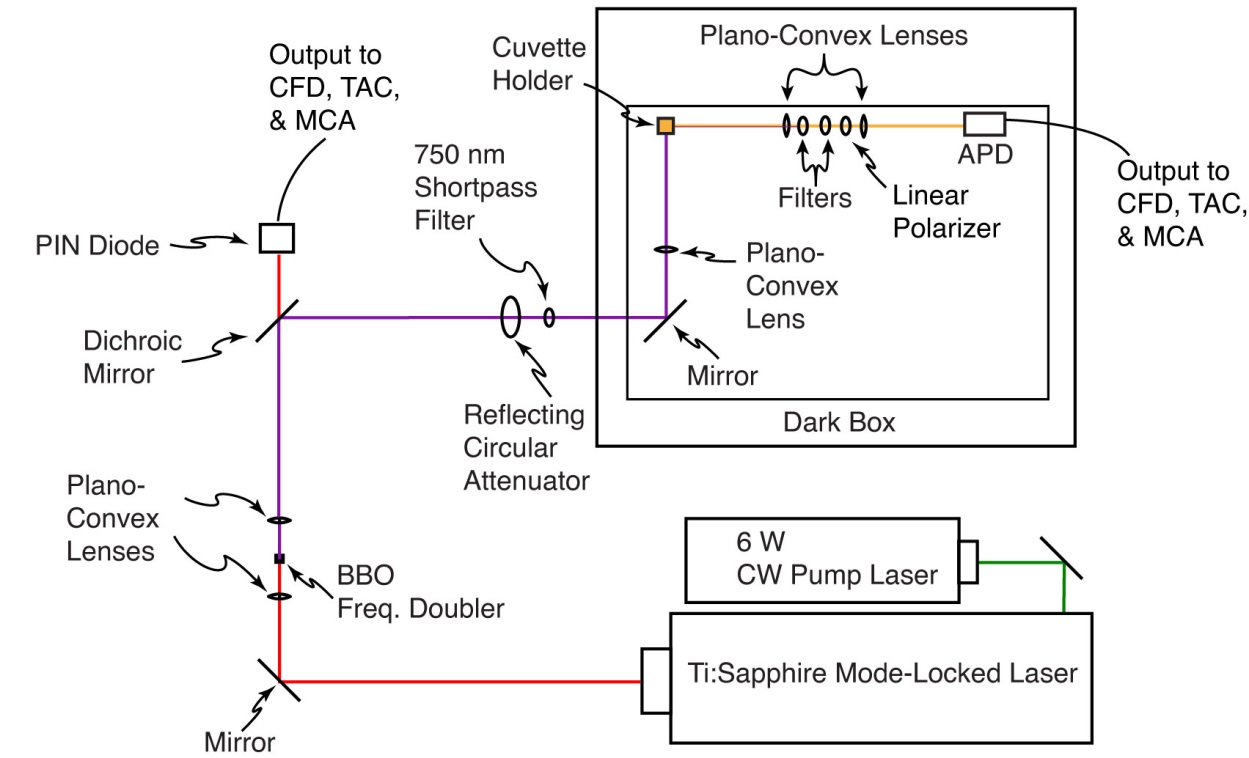 Output to
CFD, TAC,
& MCA
Cuvette
Holder
Plano-Convex Lenses
750 nm
Shortpass
Filter
APD
Filters
Linear
Polarizer
Output to
CFD, TAC,
& MCA
PIN Diode
Plano-
Convex
Lens
Dichroic
Mirror
Mirror
Reflecting
Circular
Attenuator
Dark Box
Plano-
Convex
Lenses
BBO
Freq. Doubler
6 W
CW Pump Laser
Ti:Sapphire Mode-Locked Laser
Mirror